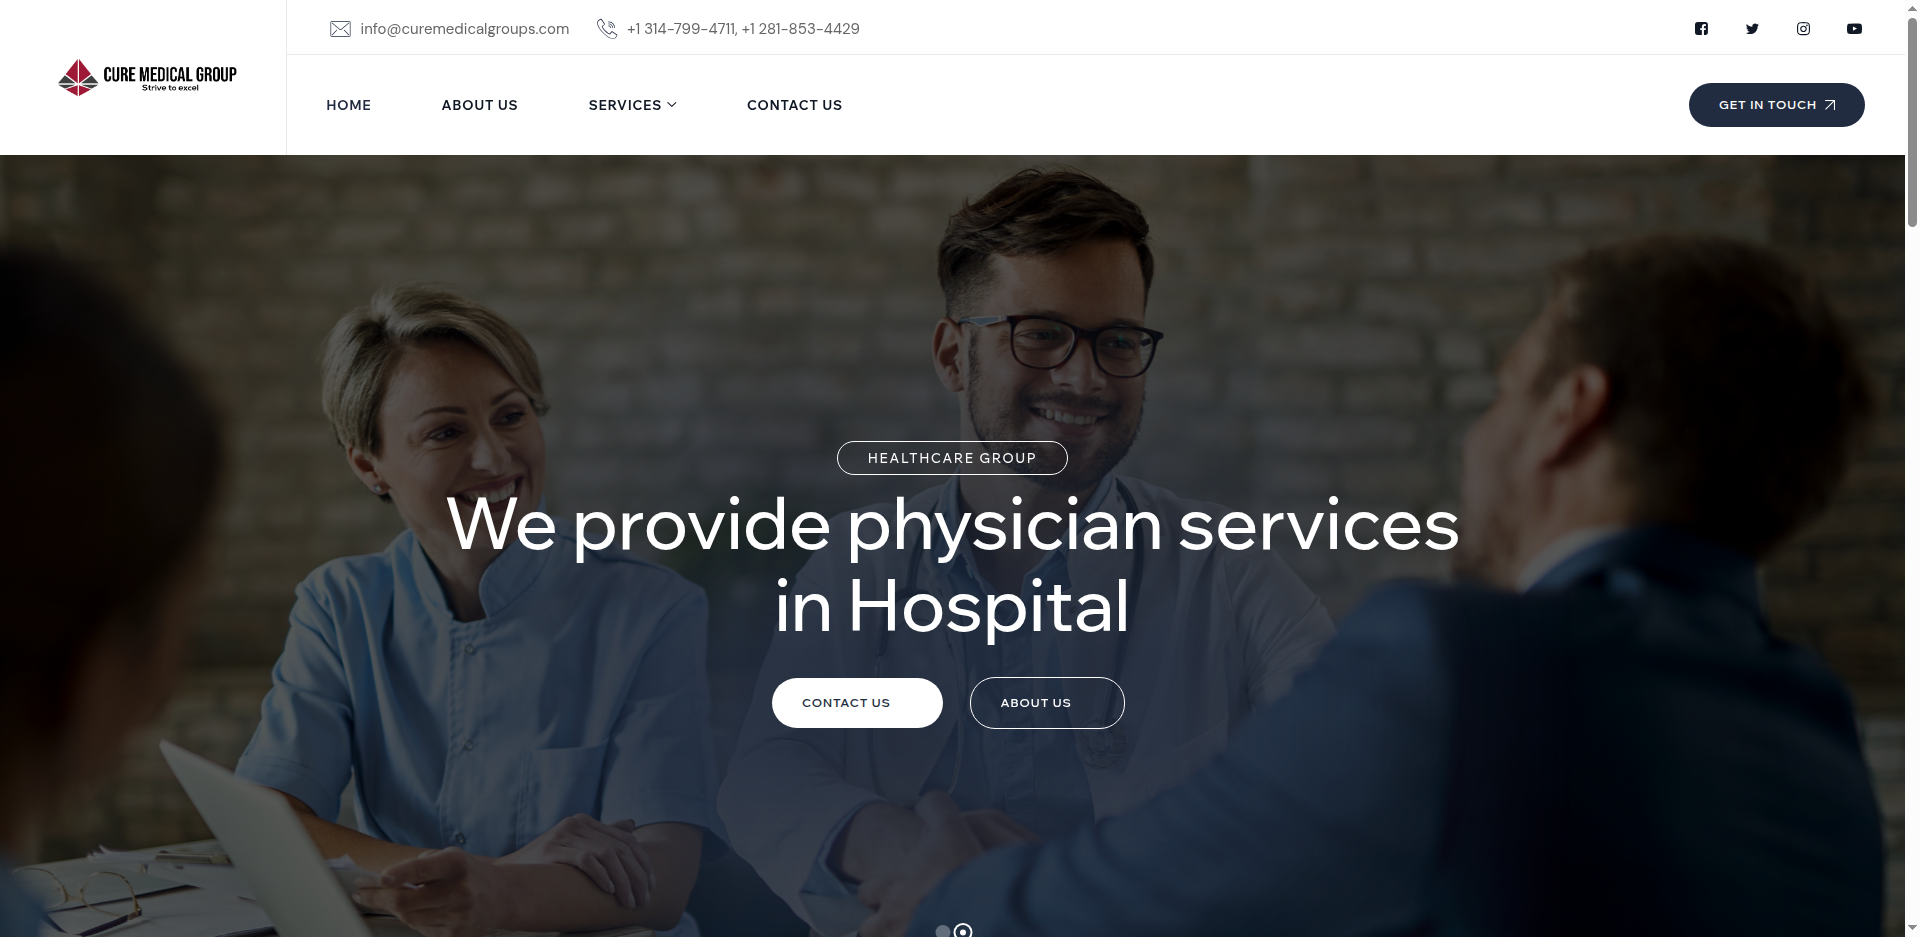 info@curemedicalgroups.com
+1 314-799-4711, +1 281-853-4429
CURE MEDICAL GROUP
Strive to excel
HOME
ABOUT US
SERVICES
CONTACT US
GET IN TOUCH
HEALTHCARE GROUP
We provide physician services
in Hospital
CONTACT US
ABOUT US